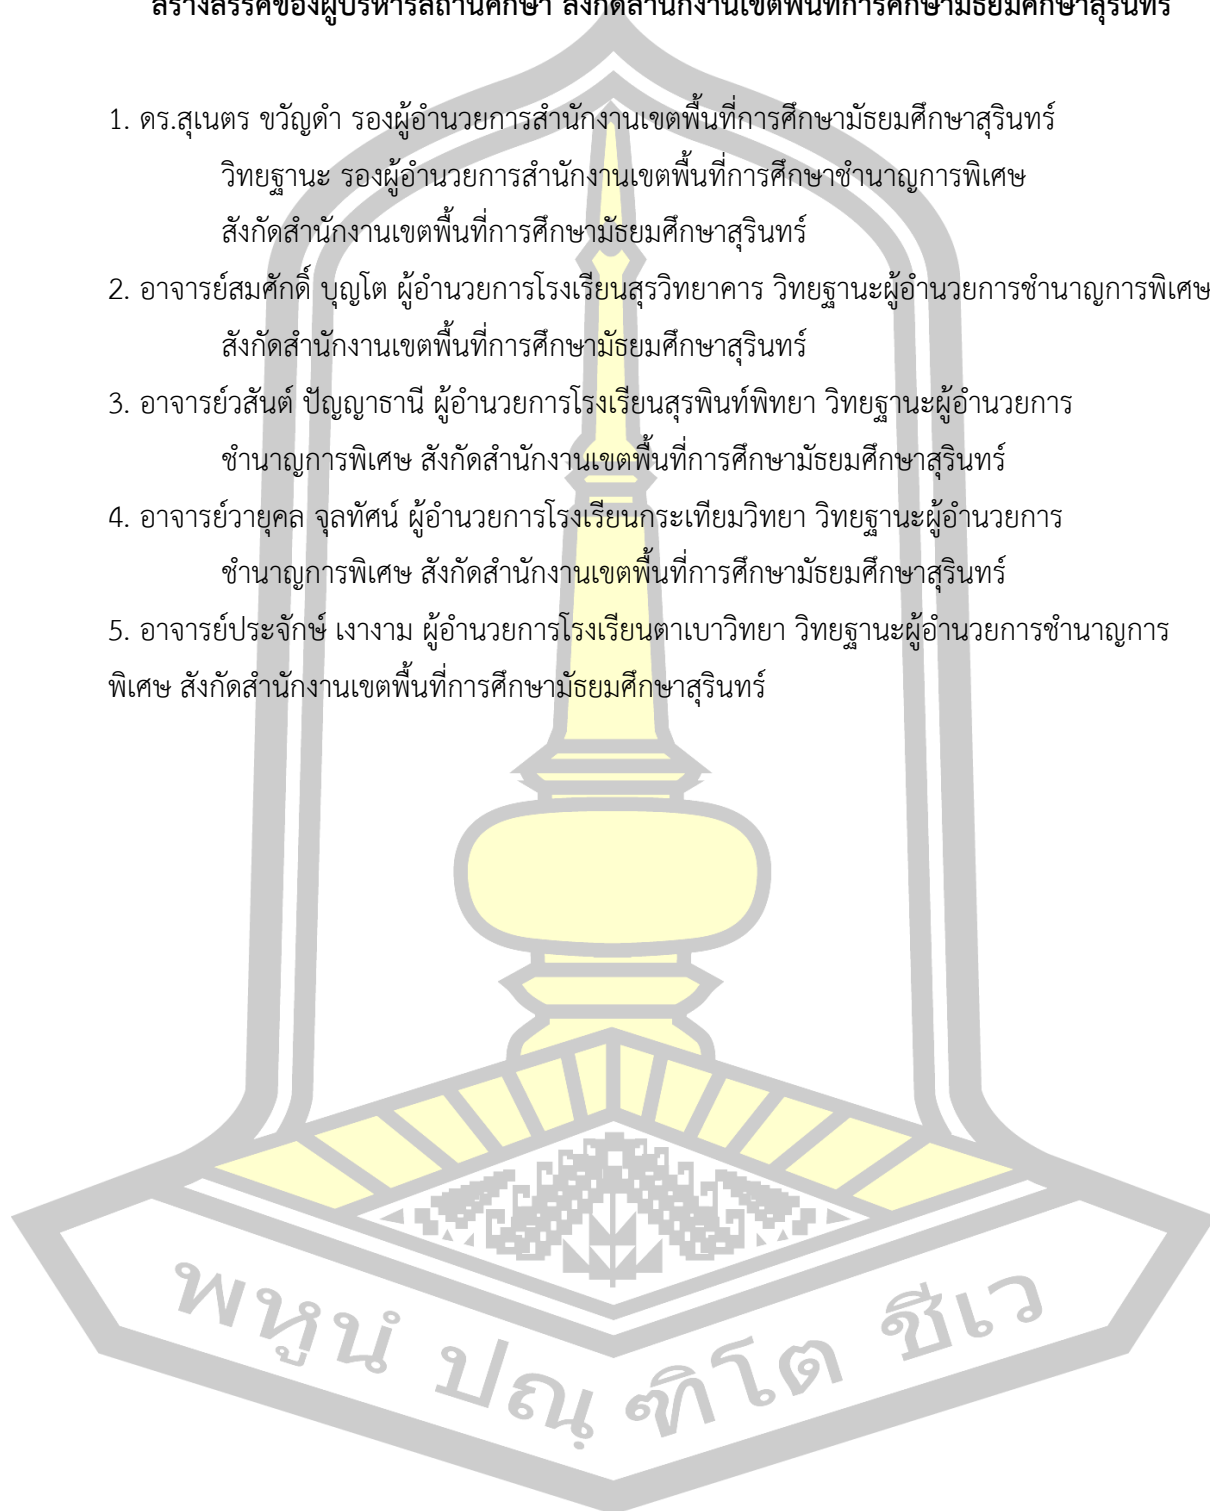 สร้างสรรค์ของผู้บริหารสถานศึกษา สังกัดสำนักงานเขตพื้นที่การศึกษามัธยมศึกษาสุรินทร์
1. ดร.สุเนตร ขวัญดำ รองผู้อำนวยการสำนักงานเขตพื้นที่การศึกษามัธยมศึกษาสุรินทร์
วิทยฐานะ รองผู้อำนวยการสำนักงานเขตพื้นที่การศึกษาชำนาญการพิเศษ
สังกัดสำนักงานเขตพื้นที่การศึกษามัธยมศึกษาสุรินทร์
2. อาจารย์สมศักดิ์ บุญโต ผู้อำนวยการโรงเรียนสุรวิทยาคาร วิทยฐานะผู้อำนวยการชำนาญการพิเศษ
สังกัดสำนักงานเขตพื้นที่การศึกษามัธยมศึกษาสุรินทร์
3. อาจารย์วสันต์ ปัญญาธานี ผู้อำนวยการโรงเรียนสุรพินท์พิทยา วิทยฐานะผู้อำนวยการ
ชำนาญการพิเศษ สังกัดสำนักงานเขตพื้นที่การศึกษามัธยมศึกษาสุรินทร์
4. อาจารย์วายุคล จุลทัศน์ ผู้อำนวยการโรงเรียนกระเทียมวิทยา วิทยฐานะผู้อำนวยการ
ชำนาญการพิเศษ สังกัดสำนักงานเขตพื้นที่การศึกษามัธยมศึกษาสุรินทร์
5. อาจารย์ประจักษ์ เงางาม ผู้อำนวยการโรงเรียนตาเบาวิทยา วิทยฐานะผู้อำนวยการชำนาญการ
พิเศษ สังกัดสำนักงานเขตพื้นที่การศึกษามัธยมศึกษาสุรินทร์
พหูนํ ปณฺฑิโต ชีเว